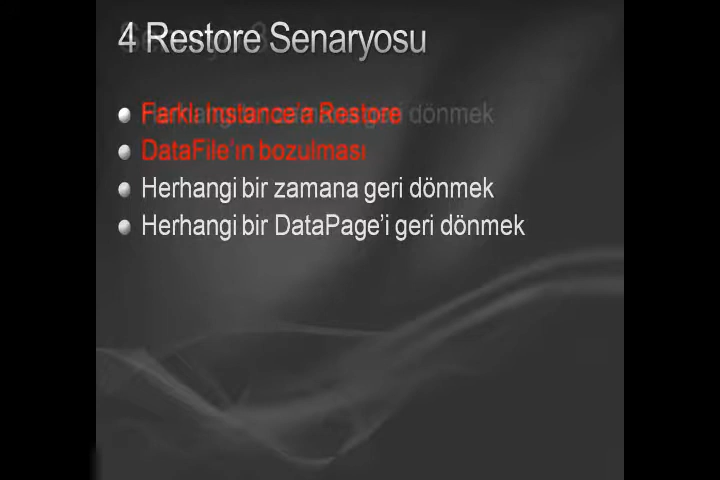 4 Restore Senaryosu
Farklı Instance'a Restore
DataFile'ın bozulması
Herhangi bir zamana geri dönmek
Herhangi bir DataPage'i geri dönmek